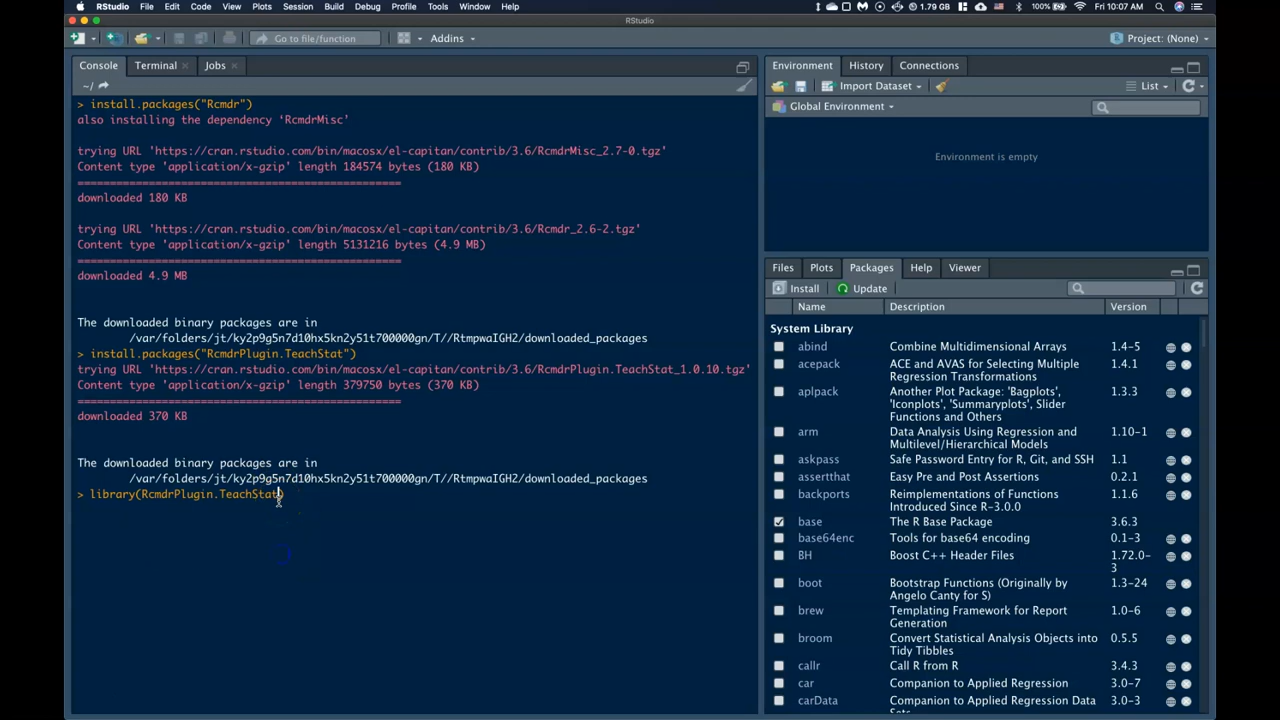 RStudio File Edit Code View Plots Session Build Debug Profile Tools Window Help 1.79 GB 100% Fri 10:07 AM
RStudio
Go to file/function Addins Project: (None)
Console Terminal Jobs
~/
> install.packages("Rcmdr")
also installing the dependency ‘RcmdrMisc’
trying URL 'https://cran.rstudio.com/bin/macosx/el-capitan/contrib/3.6/RcmdrMisc_2.7-0.tgz'
Content type 'application/x-gzip' length 184574 bytes (180 KB)
==================================================
downloaded 180 KB
trying URL 'https://cran.rstudio.com/bin/macosx/el-capitan/contrib/3.6/Rcmdr_2.6-2.tgz'
Content type 'application/x-gzip' length 5131216 bytes (4.9 MB)
==================================================
downloaded 4.9 MB
The downloaded binary packages are in
/var/folders/jt/ky2p9g5n7d10hx5kn2y51t700000gn/T//RtmpwaIGH2/downloaded_packages
> install.packages("RcmdrPlugin.TeachStat")
trying URL 'https://cran.rstudio.com/bin/macosx/el-capitan/contrib/3.6/RcmdrPlugin.TeachStat_1.0.10.tgz'
Content type 'application/x-gzip' length 379750 bytes (370 KB)
==================================================
downloaded 370 KB
The downloaded binary packages are in
/var/folders/jt/ky2p9g5n7d10hx5kn2y51t700000gn/T//RtmpwaIGH2/downloaded_packages
> library(RcmdrPlugin.TeachStat)
Environment History Connections
Import Dataset List
Global Environment
Environment is empty
Files Plots Packages Help Viewer
Install Update
Name Description Version
System Library
abind Combine Multidimensional Arrays 1.4-5
acepack ACE and AVAS for Selecting Multiple 1.4.1
Regression Transformations
aplpack Another Plot Package: 'Bagplots', 1.3.3
'Iconplots', 'Summaryplots', Slider
Functions and Others
arm Data Analysis Using Regression and 1.10-1
Multilevel/Hierarchical Models
askpass Safe Password Entry for R, Git, and SSH 1.1
assertthat Easy Pre and Post Assertions 0.2.1
backports Reimplementations of Functions 1.1.6
Introduced Since R-3.0.0
base The R Base Package 3.6.3
base64enc Tools for base64 encoding 0.1-3
BH Boost C++ Header Files 1.72.0-
3
boot Bootstrap Functions (Originally by 1.3-24
Angelo Canty for S)
brew Templating Framework for Report 1.0-6
Generation
broom Convert Statistical Analysis Objects into 0.5.5
Tidy Tibbles
callr Call R from R 3.4.3
car Companion to Applied Regression 3.0-7
carData Companion to Applied Regression Data 3.0-3
Sets